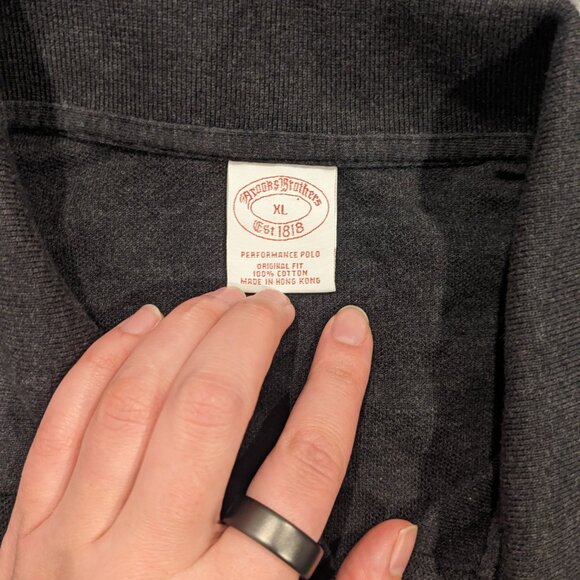 Brooks Brothers
XL
Est 1818
PERFORMANCE POLO
ORIGINAL FIT
100% COTTON
MADE IN HONG KONG